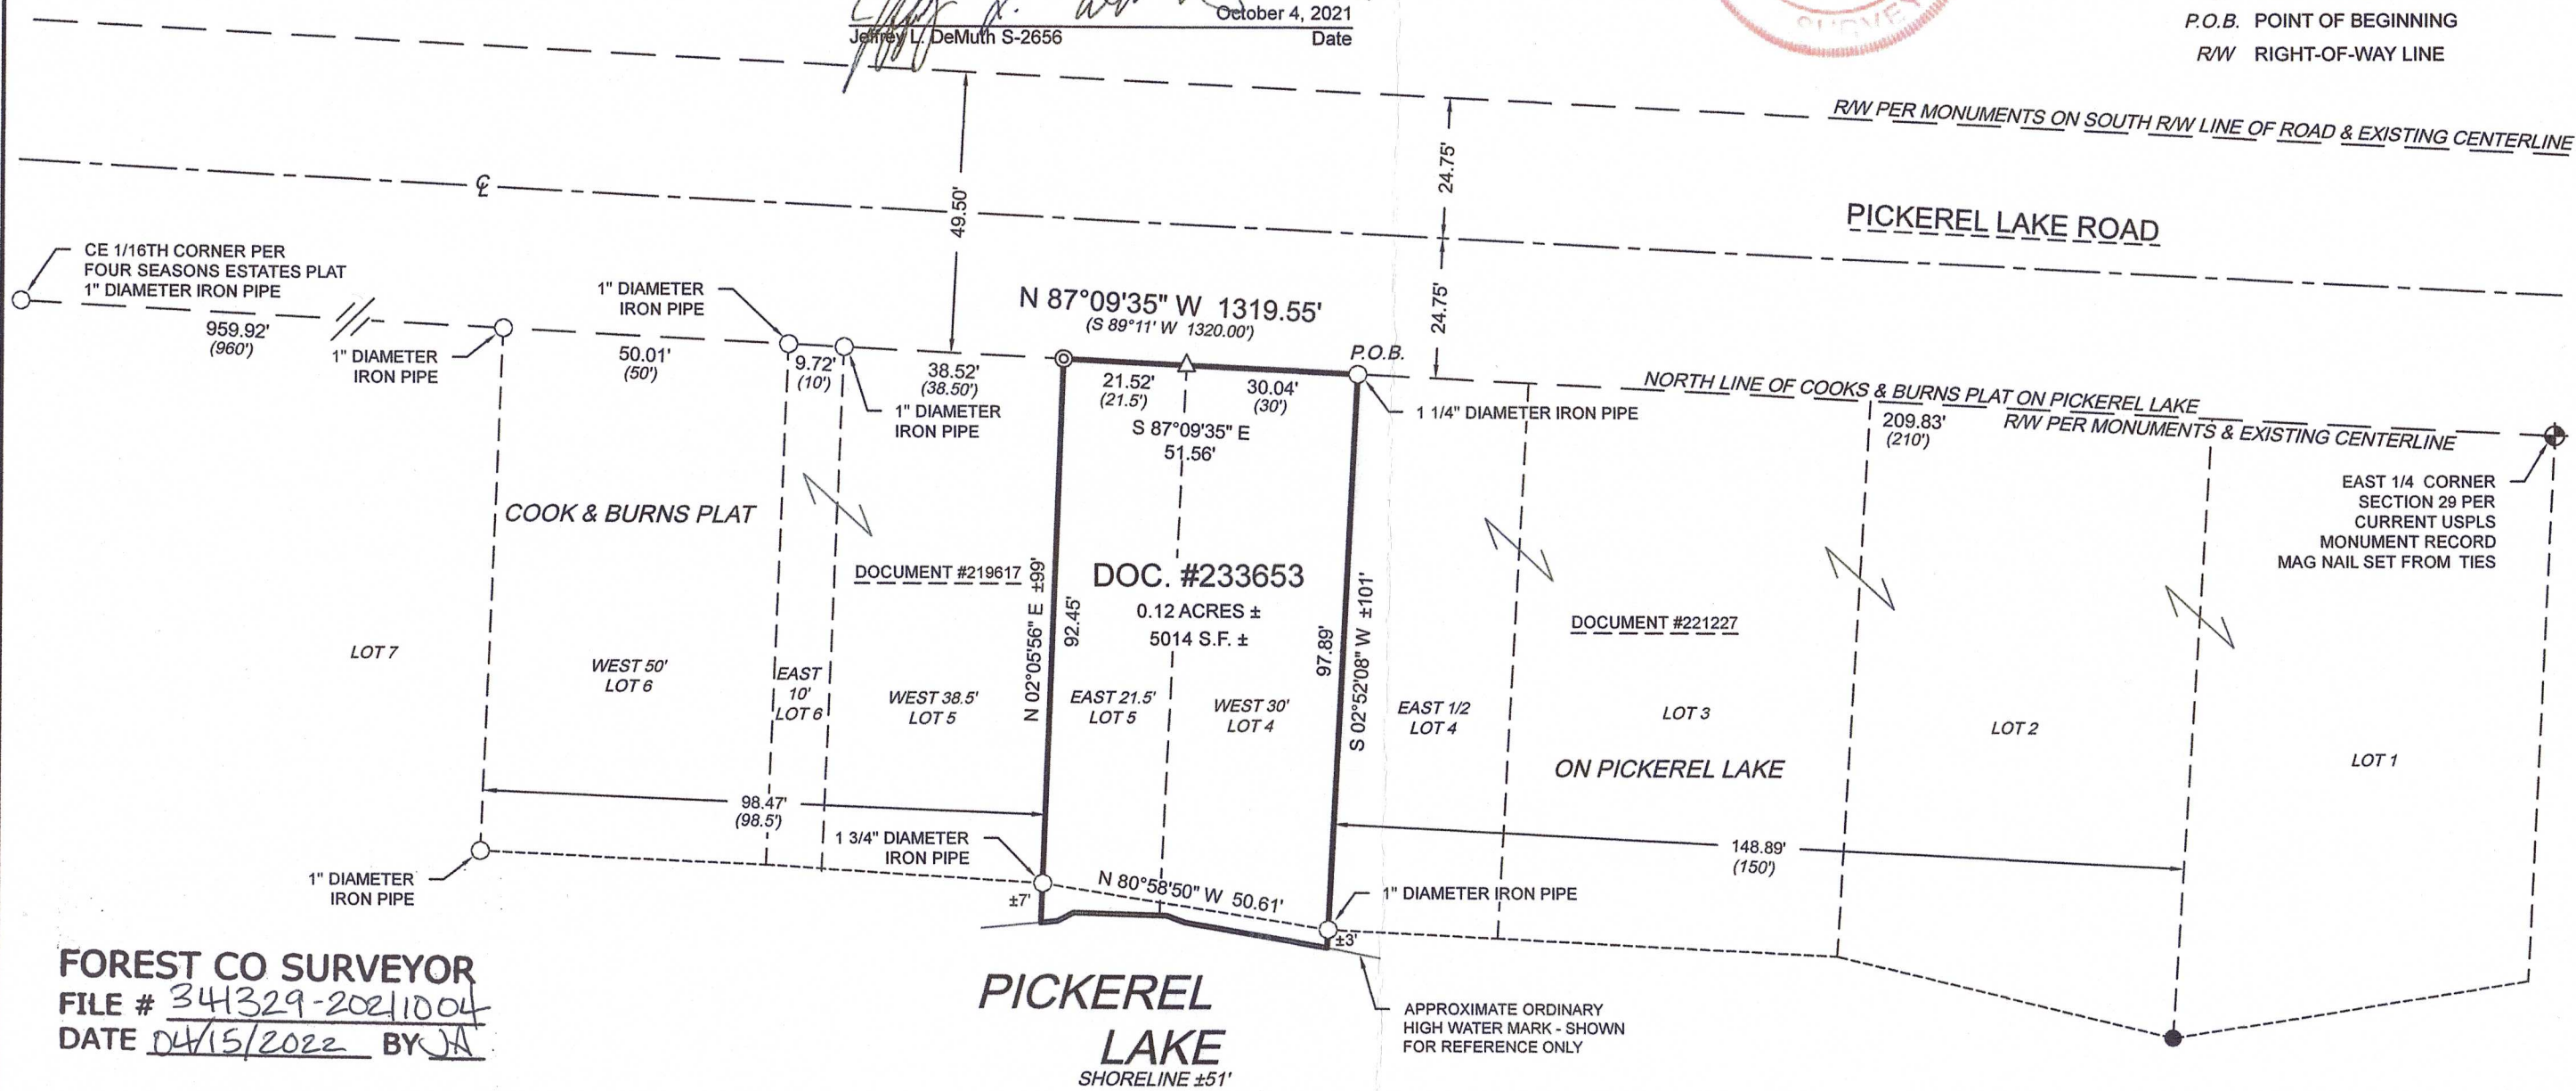 October 4, 2021
Jeffrey L. DeMuth S-2656
Date
SURVEY
P.O.B. POINT OF BEGINNING
R/W RIGHT-OF-WAY LINE
R/W PER MONUMENTS ON SOUTH R/W LINE OF ROAD & EXISTING CENTERLINE
24.75'
49.50'
PICKEREL LAKE ROAD
CE 1/16TH CORNER PER
FOUR SEASONS ESTATES PLAT
1" DIAMETER IRON PIPE
959.92'
(960')
1" DIAMETER
IRON PIPE
50.01'
(50')
1" DIAMETER
IRON PIPE
9.72'
(10')
38.52'
(38.50')
1" DIAMETER
IRON PIPE
N 87°09'35" W 1319.55'
(S 89°11' W 1320.00')
24.75'
P.O.B.
21.52'
(21.5')
30.04'
(30')
S 87°09'35" E
51.56'
1 1/4" DIAMETER IRON PIPE
NORTH LINE OF COOKS & BURNS PLAT ON PICKEREL LAKE
209.83'
(210')
R/W PER MONUMENTS & EXISTING CENTERLINE
EAST 1/4 CORNER
SECTION 29 PER
CURRENT USPLS
MONUMENT RECORD
MAG NAIL SET FROM TIES
COOK & BURNS PLAT
DOCUMENT #219617
N 02°05'56" E ±99'
92.45'
DOC. #233653
0.12 ACRES ±
5014 S.F. ±
97.89'
S 02°52'08" W ±101'
DOCUMENT #221227
LOT 7
WEST 50'
LOT 6
EAST
10'
LOT 6
WEST 38.5'
LOT 5
EAST 21.5'
LOT 5
WEST 30'
LOT 4
EAST 1/2
LOT 4
LOT 3
LOT 2
LOT 1
ON PICKEREL LAKE
98.47'
(98.5')
1 3/4" DIAMETER
IRON PIPE
148.89'
(150')
1" DIAMETER
IRON PIPE
±7'
N 80°58'50" W 50.61'
1" DIAMETER IRON PIPE
±3'
PICKEREL
LAKE
SHORELINE ±51'
APPROXIMATE ORDINARY
HIGH WATER MARK - SHOWN
FOR REFERENCE ONLY
FOREST CO SURVEYOR
FILE # 341329-20211004
DATE 04/15/2022 BY JA